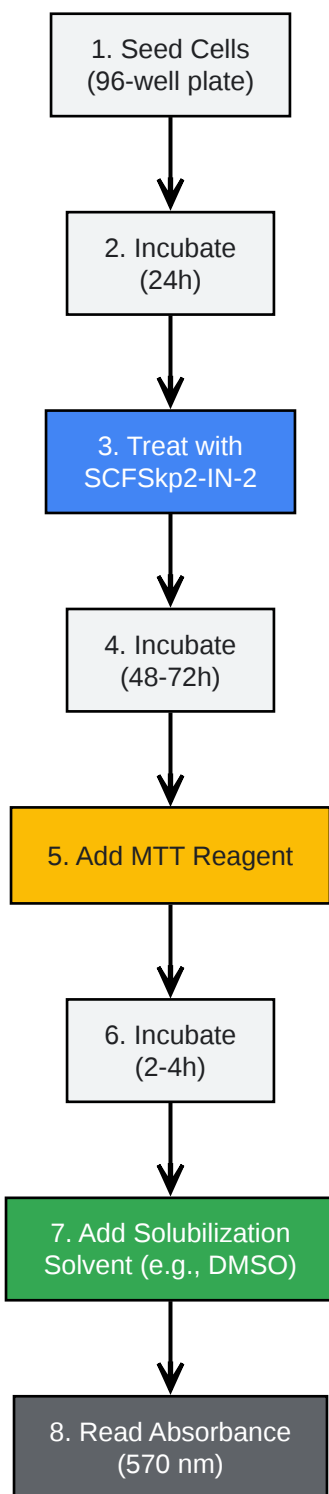 1. Seed Cells
(96-well plate)
2. Incubate
(24h)
3. Treat with
SCFSkp2-IN-2
4. Incubate
(48-72h)
5. Add MTT Reagent
6. Incubate
(2-4h)
7. Add Solubilization
Solvent (e.g., DMSO)
8. Read Absorbance
(570 nm)